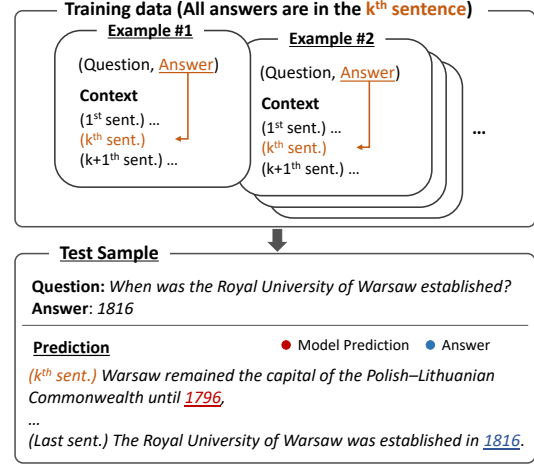 Training data (All answers are in the kth sentence)
Example #1
(Question, Answer)
Context
(1st sent.) ...
(kth sent.)
(k+1th sent.) ...
Example #2
(Question, Answer)
Context
(1st sent.) ...
(kth sent.)
(k+1th sent.) ...
...
Test Sample
Question: When was the Royal University of Warsaw established?
Answer: 1816
Prediction
Model Prediction
Answer
(kth sent.) Warsaw remained the capital of the Polish–Lithuanian
Commonwealth until 1796,
...
(Last sent.) The Royal University of Warsaw was established in 1816.